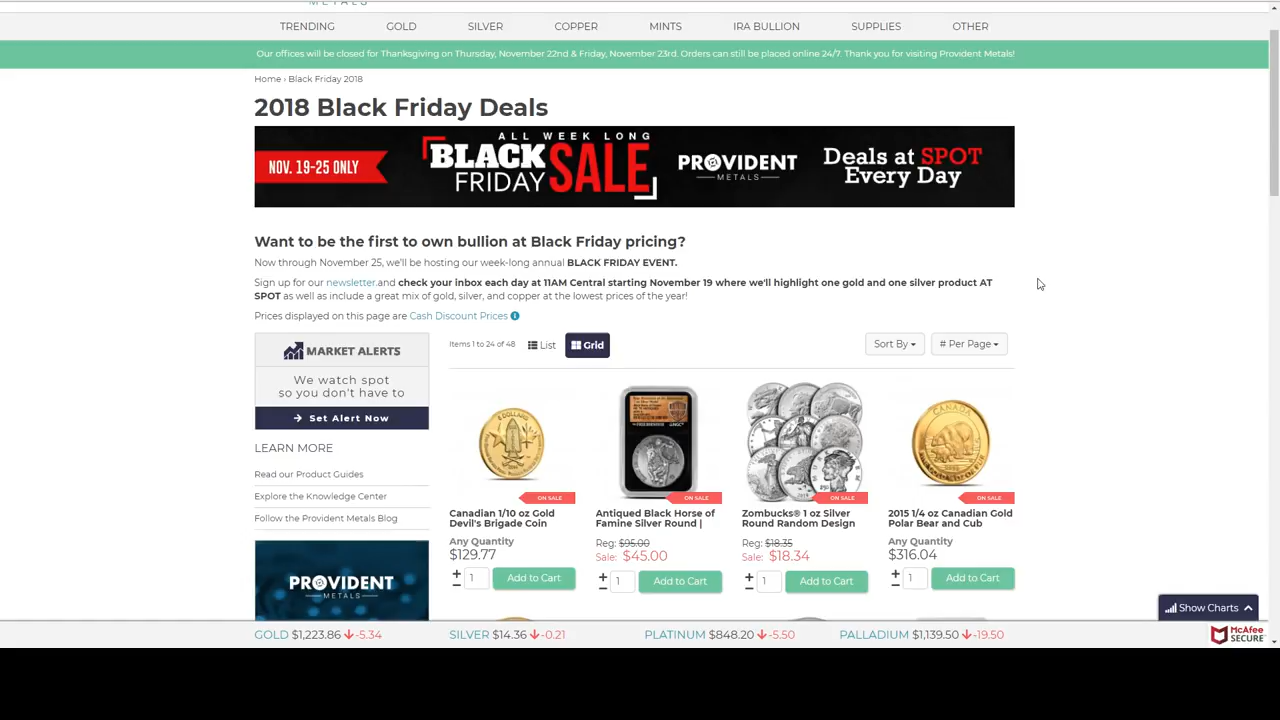 METALS
TRENDING GOLD SILVER COPPER MINTS IRA BULLION SUPPLIES OTHER
Our offices will be closed for Thanksgiving on Thursday, November 22nd & Friday, November 23rd. Orders can still be placed online 24/7. Thank you for visiting Provident Metals!
Home › Black Friday 2018
2018 Black Friday Deals
NOV. 19-25 ONLY
ALL WEEK LONG
BLACK
FRIDAY SALE
PROVIDENT
METALS
Deals at SPOT
Every Day
Want to be the first to own bullion at Black Friday pricing?
Now through November 25, we'll be hosting our week-long annual BLACK FRIDAY EVENT.
Sign up for our newsletter.and check your inbox each day at 11AM Central starting November 19 where we'll highlight one gold and one silver product AT
SPOT as well as include a great mix of gold, silver, and copper at the lowest prices of the year!
Prices displayed on this page are Cash Discount Prices
MARKET ALERTS
We watch spot
so you don't have to
Set Alert Now
LEARN MORE
Read our Product Guides
Explore the Knowledge Center
Follow the Provident Metals Blog
PROVIDENT
METALS
Items 1 to 24 of 48 List Grid Sort By # Per Page
ON SALE
Canadian 1/10 oz Gold
Devil's Brigade Coin
Any Quantity
$129.77
1 Add to Cart
ON SALE
Antiqued Black Horse of
Famine Silver Round |
Reg: $95.00
Sale: $45.00
1 Add to Cart
ON SALE
Zombucks® 1 oz Silver
Round Random Design
Reg: $18.35
Sale: $18.34
1 Add to Cart
ON SALE
2015 1/4 oz Canadian Gold
Polar Bear and Cub
Any Quantity
$316.04
1 Add to Cart
Show Charts
GOLD $1,223.86 -5.34 SILVER $14.36 -0.21 PLATINUM $848.20 -5.50 PALLADIUM $1,139.50 -19.50
McAfee
SECURE